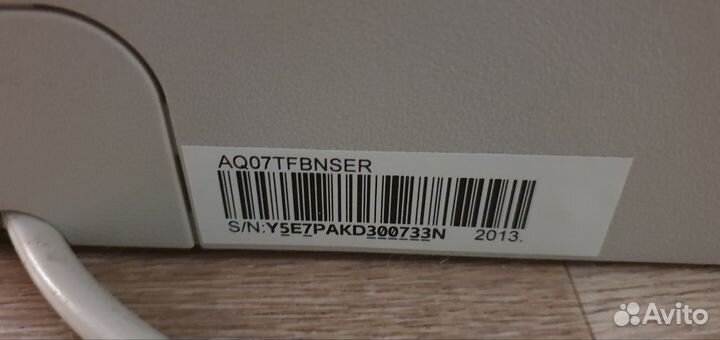 AQ07TFBNSER
S/N:Y5E7PAKD300733N 2013.
Avito